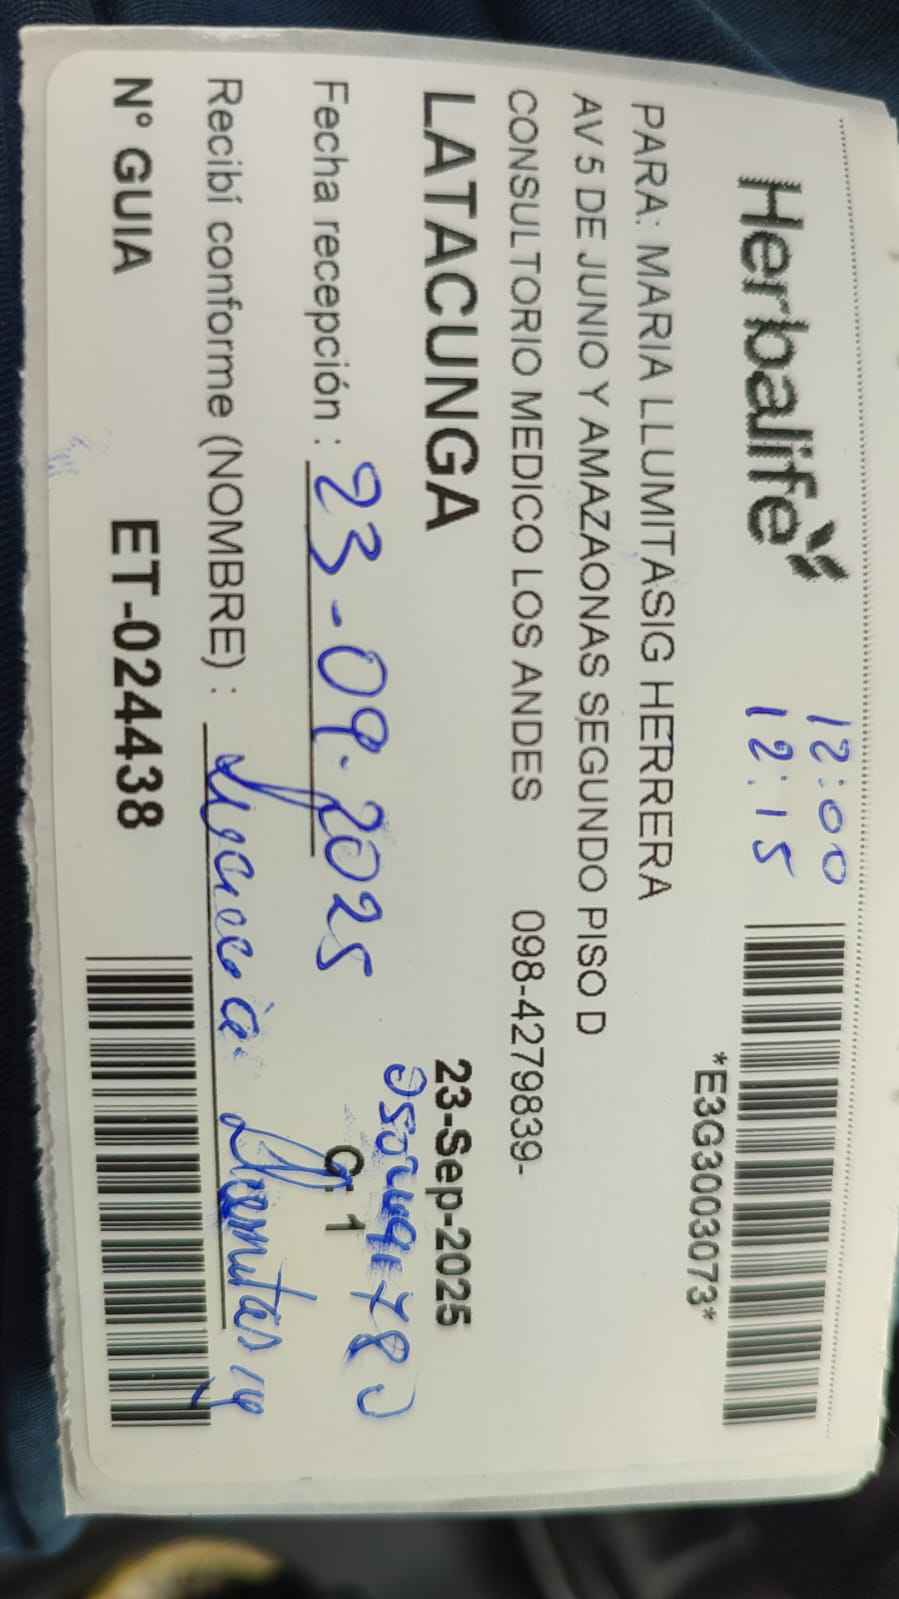 Herbalife
12:00
12:15
*E3G3003073*
PARA: MARIA LLUMITASIG HERRERA
AV 5 DE JUNIO Y AMAZAONAS SEGUNDO PISO D
CONSULTORIO MEDICO LOS ANDES 098-4279839-
LATACUNGA 23-Sep-2025
Fecha recepción : 23-09-2025 C. 1
Recibí conforme (NOMBRE) : Llumitasig
N° GUIA ET-024438